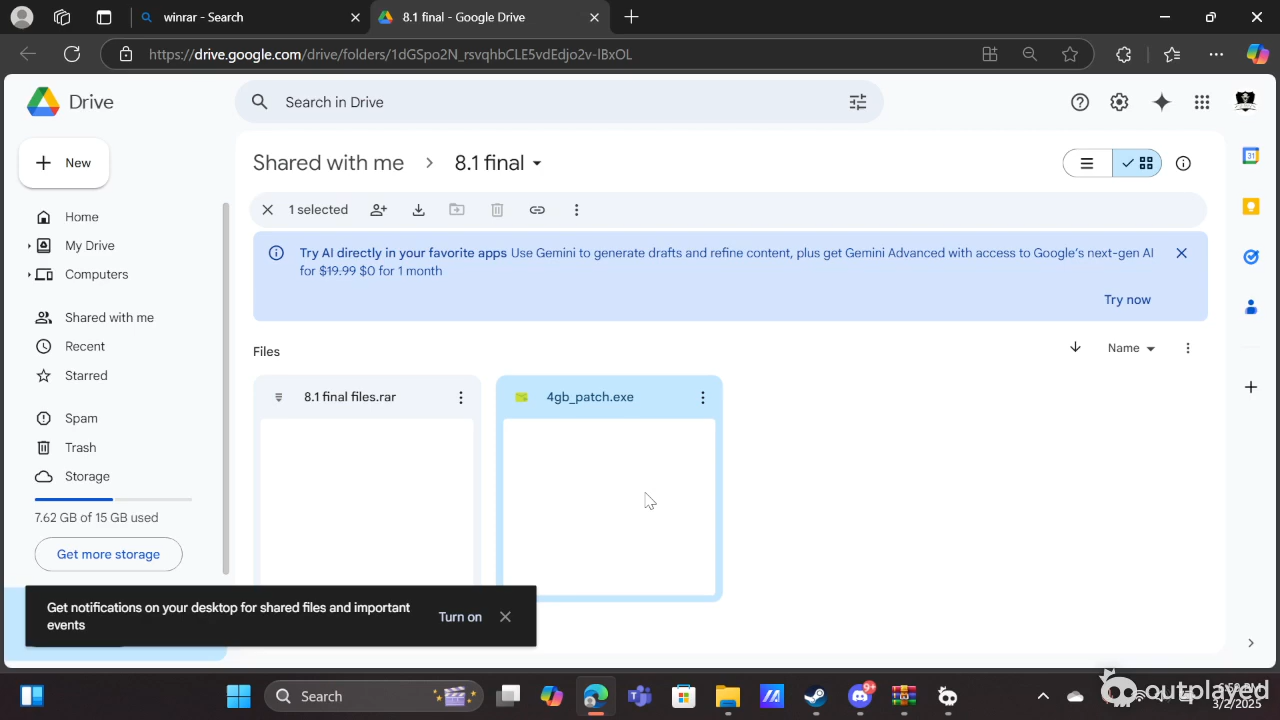 winrar - Search
8.1 final - Google Drive
https://drive.google.com/drive/folders/1dGSpo2N_rsvqhbCLE5vdEdjo2v-lBxOL
Drive
Search in Drive
New
Shared with me
8.1 final
Home
1 selected
My Drive
Try AI directly in your favorite apps Use Gemini to generate drafts and refine content, plus get Gemini Advanced with access to Google's next-gen AI
for $19.99 $0 for 1 month
Try now
Computers
Shared with me
Recent
Starred
Spam
Trash
Storage
7.62 GB of 15 GB used
Get more storage
Files
Name
8.1 final files.rar
4gb_patch.exe
31
Get notifications on your desktop for shared files and important
events
Turn on
Search
9+
outplayed
3/2/2025